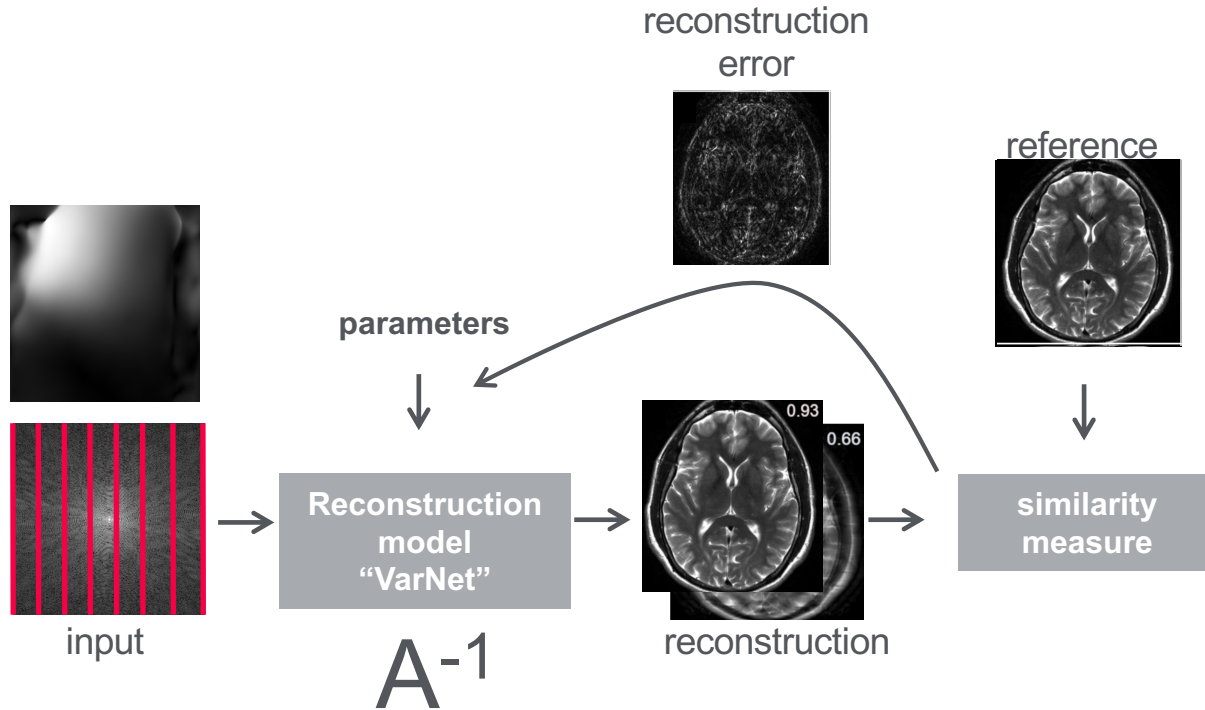 reconstruction
error
reference
parameters
0.93
0.66
Reconstruction
model
“VarNet”
similarity
measure
input
reconstruction
A-1